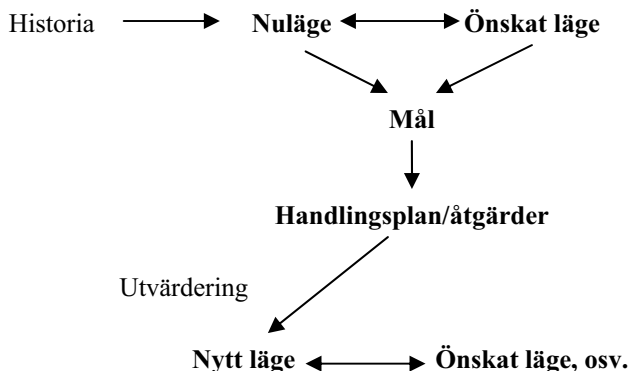 Historia Nuläge Önskat läge
Mål
Handlingsplan/åtgärder
Utvärdering
Nytt läge Önskat läge, osv.